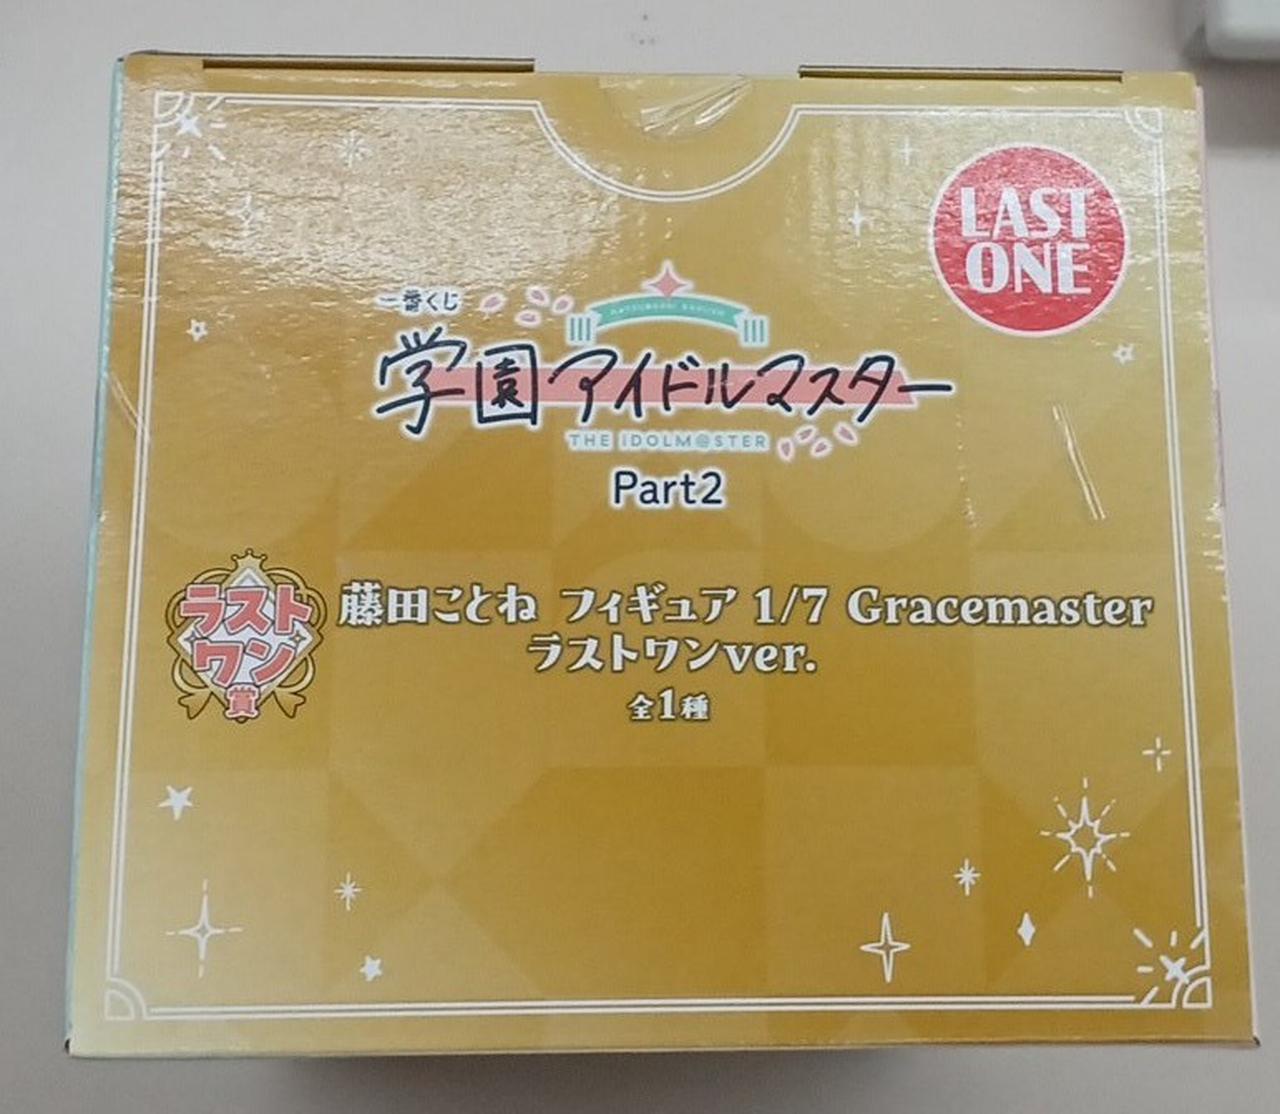 LAST
ONE
一番くじ
HATSUBOSHI GAKUEN
学園アイドルマスター
THE iDOLM@STER
Part2
ラスト
ワン
賞
藤田ことね フィギュア 1/7 Gracemaster
ラストワンver.
全1種